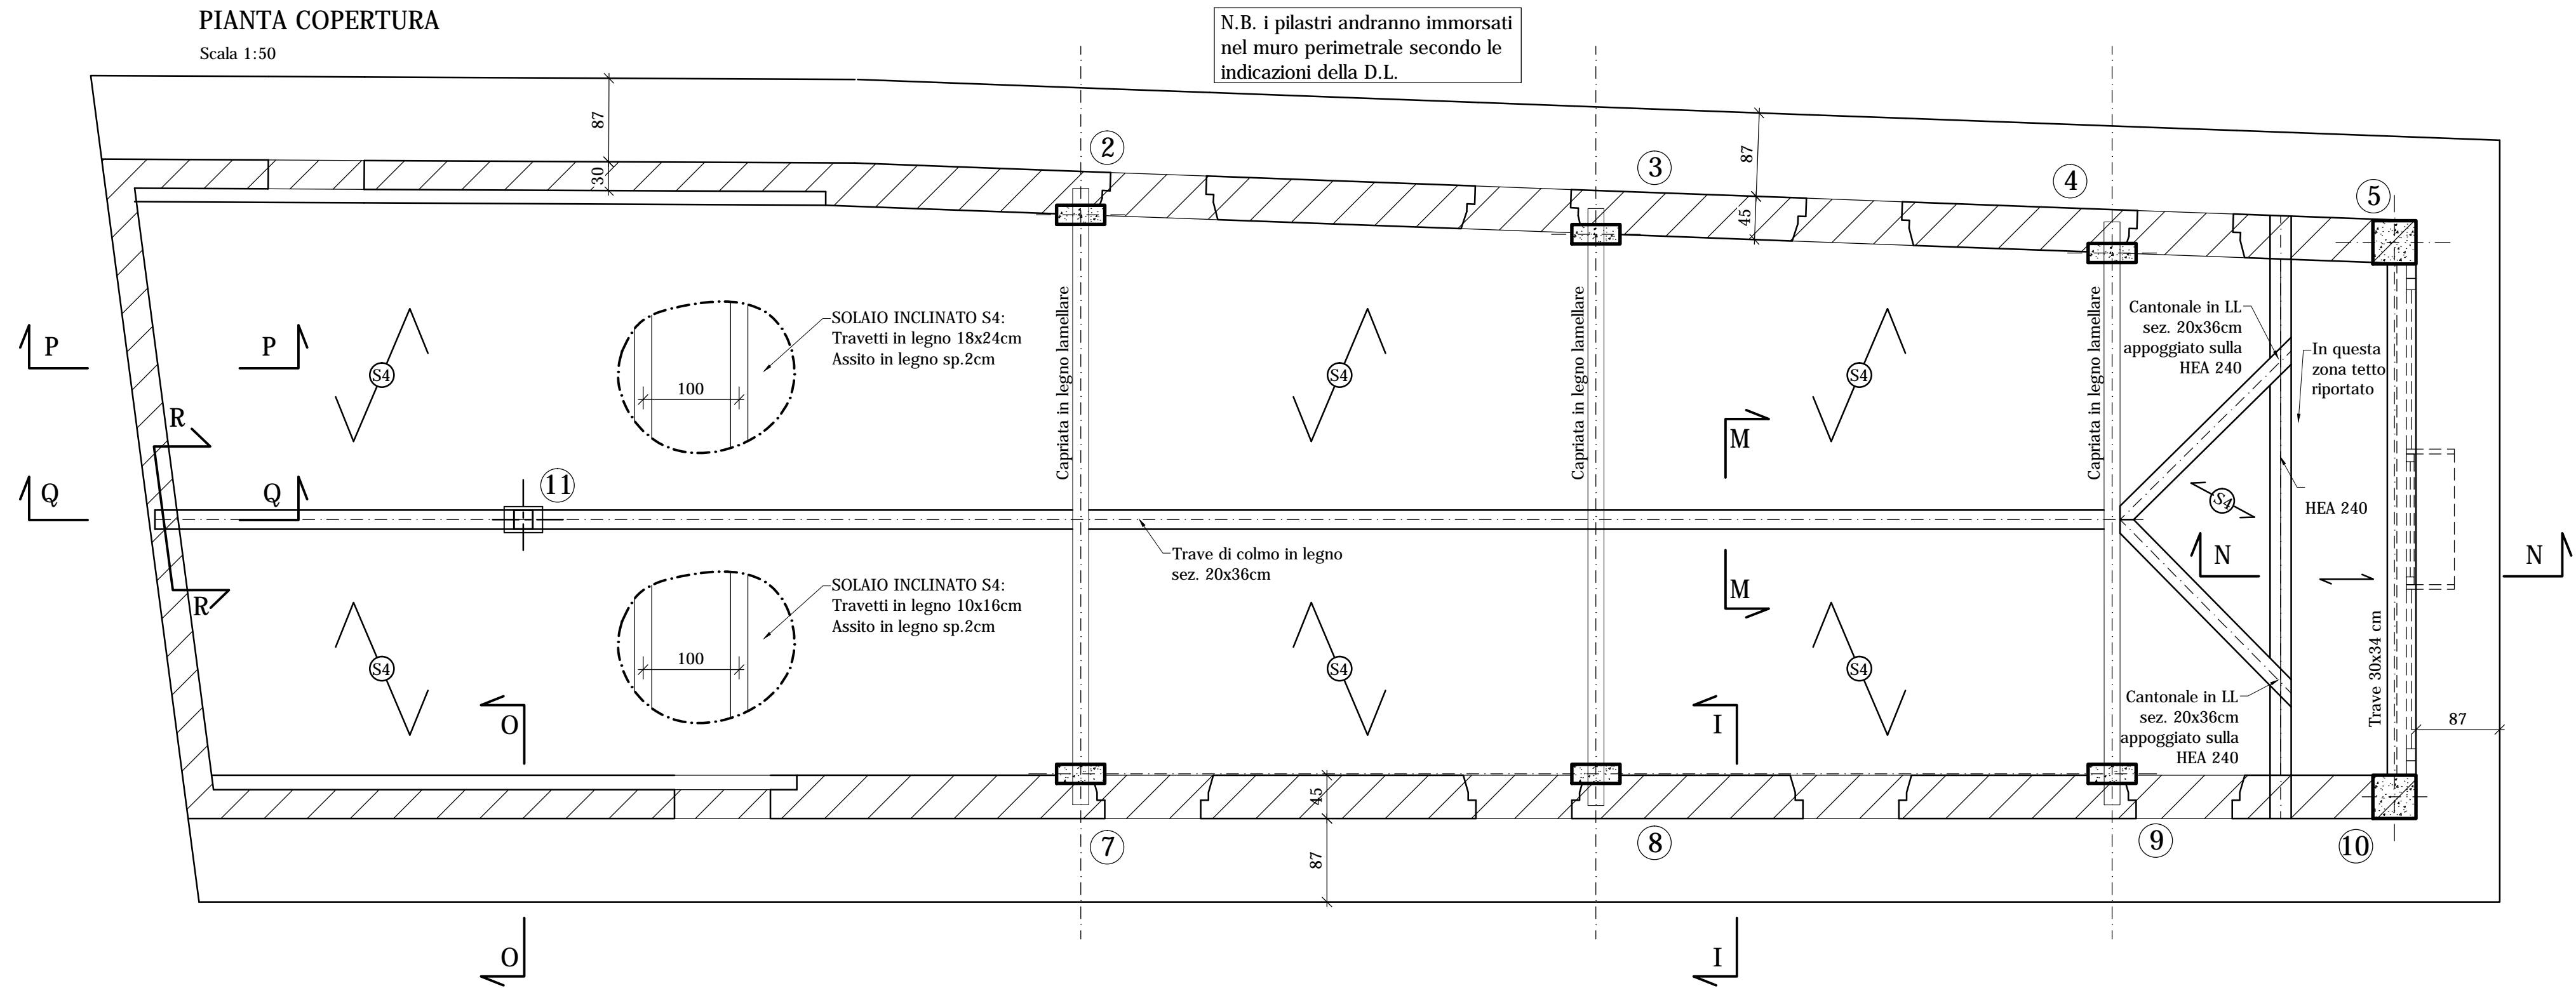 PIANTA COPERTURA
Scala 1:50
N.B. i pilastri andranno immorsati
nel muro perimetrale secondo le
indicazioni della D.L.
87
30
2
87
45
3
4
5
P
P
S4
SOLAIO INCLINATO S4:
Travetti in legno 18x24cm
Assito in legno sp.2cm
100
Capriata in legno lamellare
S4
Capriata in legno lamellare
S4
Capriata in legno lamellare
Cantonale in LL
sez. 20x36cm
appoggiato sulla
HEA 240
In questa
zona tetto
riportato
R
M
Q
Q
11
S4
HEA 240
Trave di colmo in legno
sez. 20x36cm
N
N
R
SOLAIO INCLINATO S4:
Travetti in legno 10x16cm
Assito in legno sp.2cm
100
M
S4
S4
S4
Trave 30x34 cm
Cantonale in LL
sez. 20x36cm
appoggiato sulla
HEA 240
87
O
I
45
87
7
8
9
10
O
I